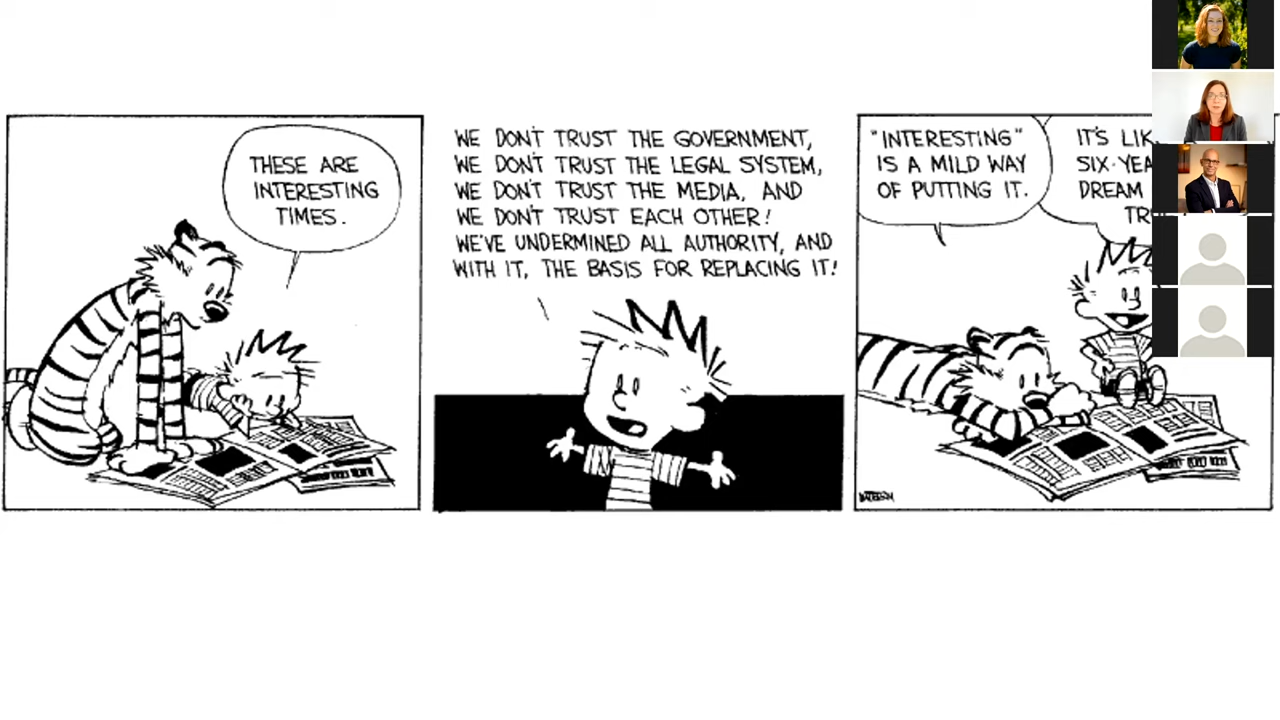 THESE ARE
INTERESTING
TIMES.
WE DON'T TRUST THE GOVERNMENT,
WE DON'T TRUST THE LEGAL SYSTEM,
WE DON'T TRUST THE MEDIA, AND
WE DON'T TRUST EACH OTHER!
WE'VE UNDERMINED ALL AUTHORITY, AND
WITH IT, THE BASIS FOR REPLACING IT!
"INTERESTING"
IS A MILD WAY
OF PUTTING IT.
IT'S
DREAM